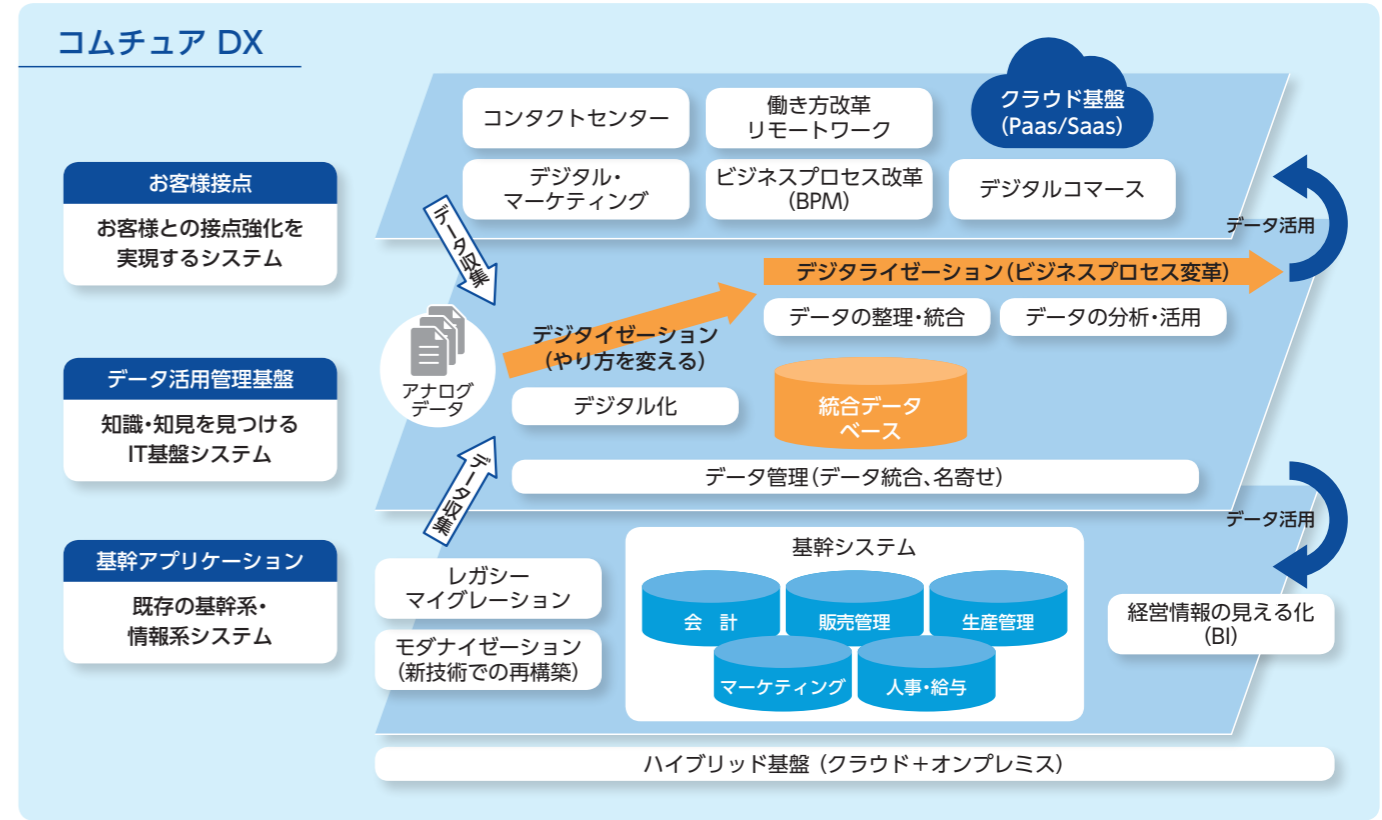 コムチュア DX
コンタクトセンター
働き方改革
リモートワーク
クラウド基盤
(Paas/Saas)
デジタル・
マーケティング
ビジネスプロセス改革
(BPM)
デジタルコマース
お客様接点
お客様との接点強化を
実現するシステム
データ収集
データ活用
デジタライゼーション(ビジネスプロセス変革)
データの整理・統合
データの分析・活用
デジタイゼーション
(やり方を変える)
アナログ
データ
デジタル化
統合データ
ベース
データ活用管理基盤
知識・知見を見つける
IT基盤システム
データ管理(データ統合、名寄せ)
データ収集
データ活用
基幹アプリケーション
既存の基幹系・
情報系システム
レガシー
マイグレーション
モダナイゼーション
(新技術での再構築)
基幹システム
会 計
販売管理
生産管理
マーケティング
人事・給与
経営情報の見える化
(BI)
ハイブリッド基盤(クラウド+オンプレミス)